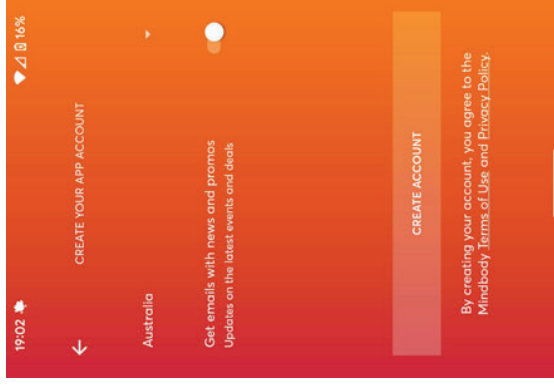 19:02
16%
CREATE YOUR APP ACCOUNT
Australia
Get emails with news and promos
Updates on the latest events and deals
CREATE ACCOUNT
By creating your account, you agree to the
Mindbody Terms of Use and Privacy Policy.